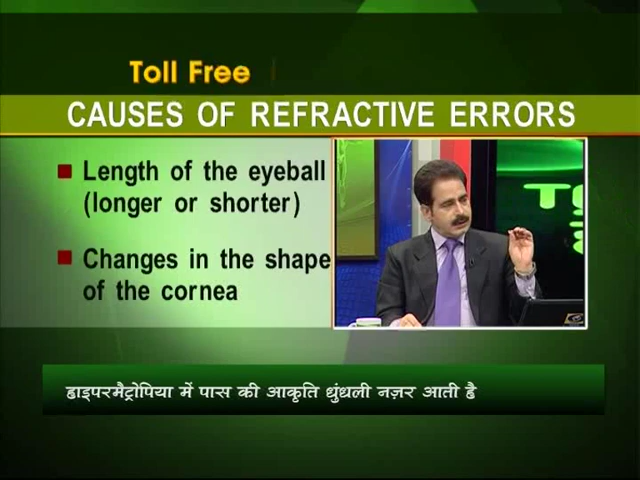 Toll Free
CAUSES OF REFRACTIVE ERRORS
Length of the eyeball
(longer or shorter)
Changes in the shape
of the cornea
हाइपरमैट्रोपिया में पास की आकृति धुंधली नज़र आती है